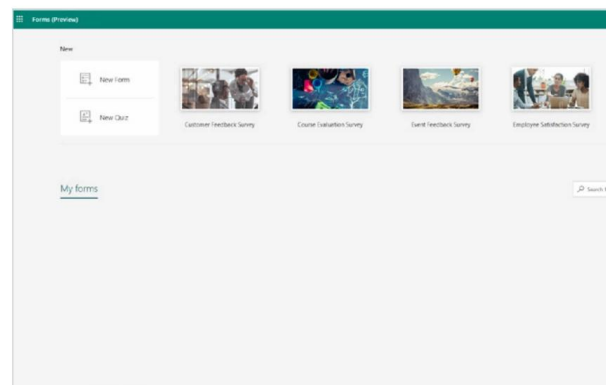 Forms (Preview)
New
New Form
New Quiz
Customer Feedback Survey
Course Evaluation Survey
Event Feedback Survey
Employee Satisfaction Survey
My forms
Search